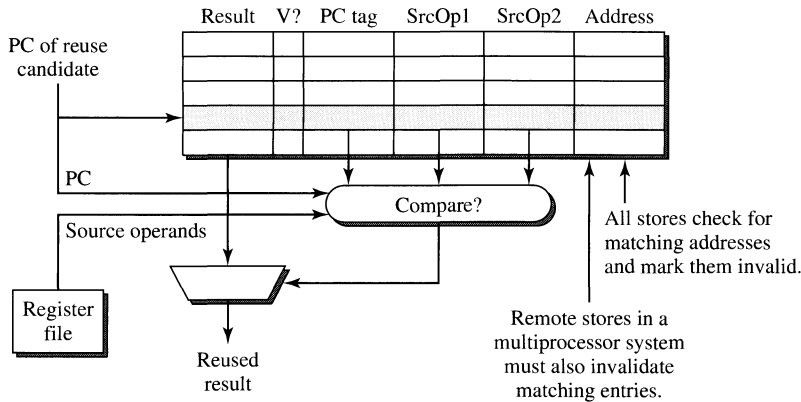 Result V? PC tag SrcOp1 SrcOp2 Address
PC of reuse
candidate
PC
Compare?
Source operands
All stores check for
matching addresses
and mark them invalid.
Register
file
Remote stores in a
multiprocessor system
must also invalidate
matching entries.
Reused
result